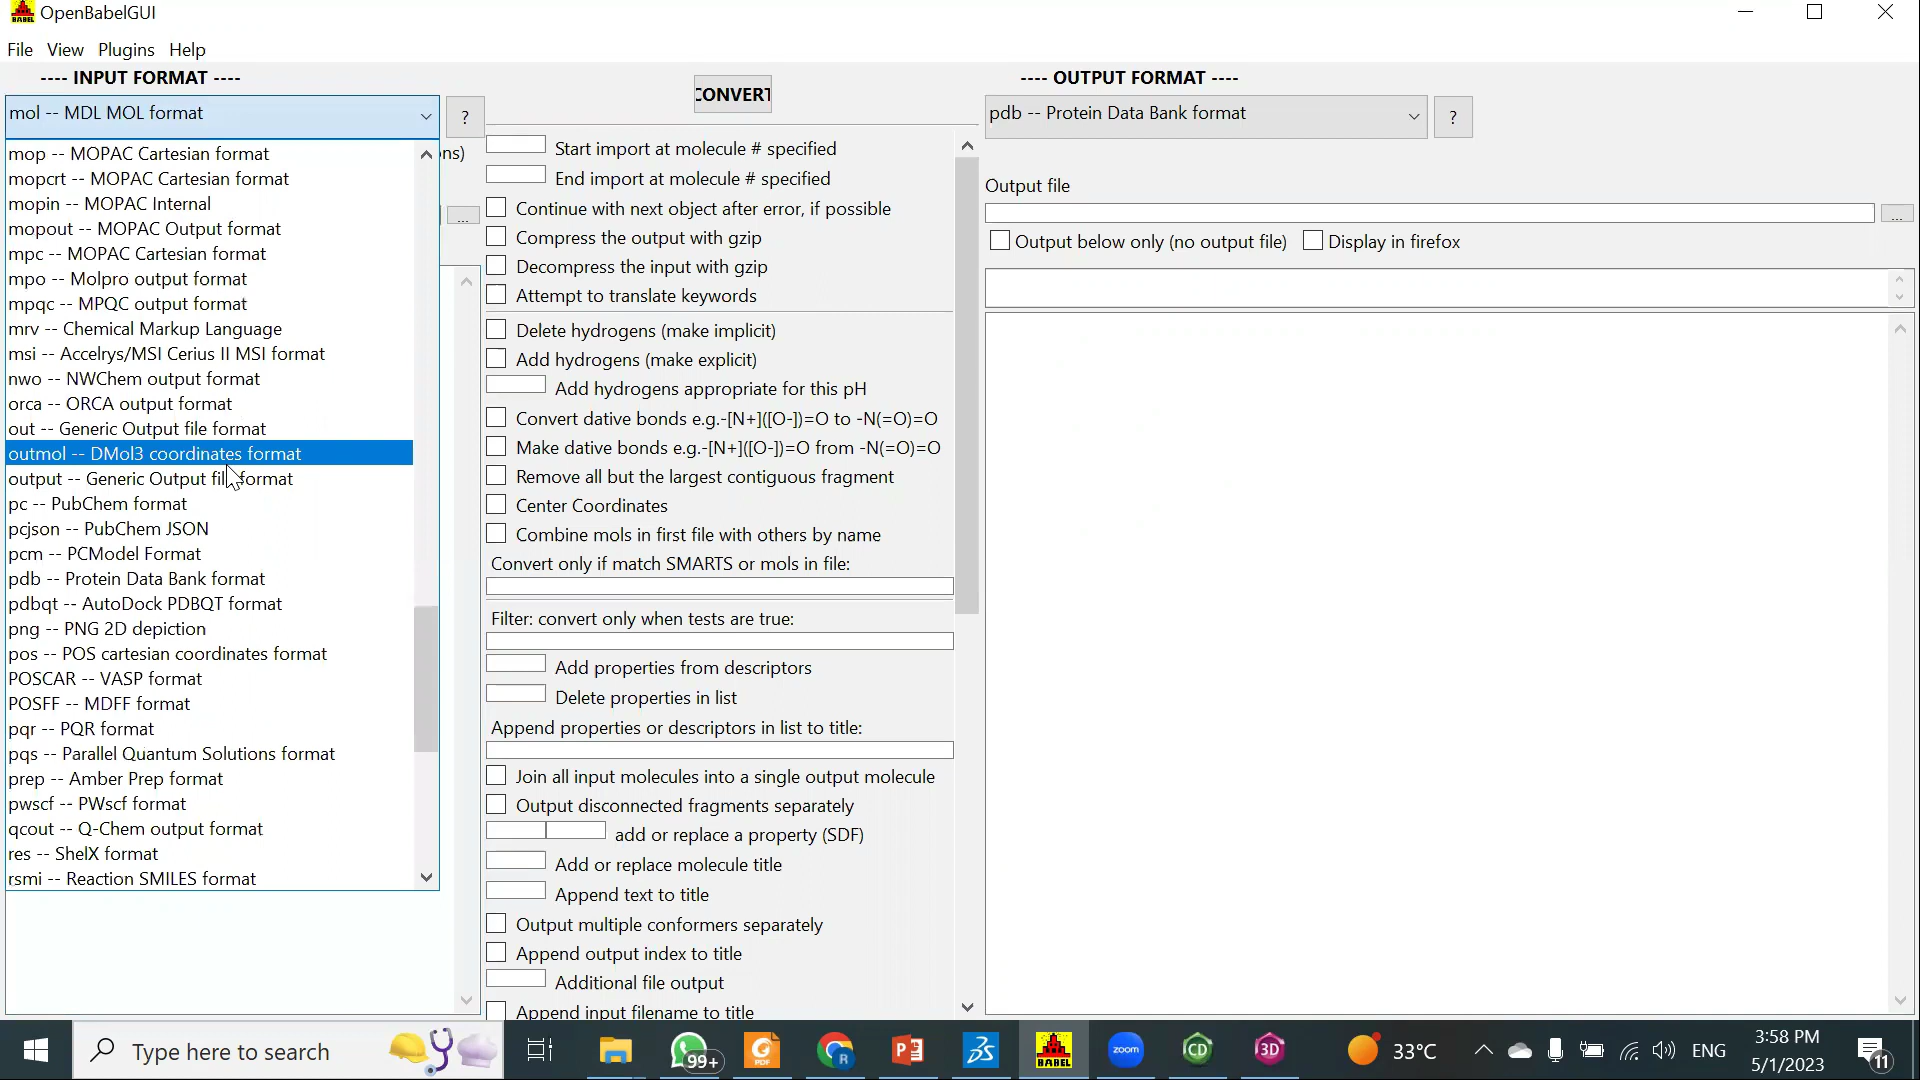 OpenBabelGUI
File View Plugins Help
---- INPUT FORMAT ----
mol -- MDL MOL format
?
ns)
...
mop -- MOPAC Cartesian format
mopcrt -- MOPAC Cartesian format
mopin -- MOPAC Internal
mopout -- MOPAC Output format
mpc -- MOPAC Cartesian format
mpo -- Molpro output format
mpqc -- MPQC output format
mrv -- Chemical Markup Language
msi -- Accelrys/MSI Cerius II MSI format
nwo -- NWChem output format
orca -- ORCA output format
out -- Generic Output file format
outmol -- DMol3 coordinates format
output -- Generic Output file format
pc -- PubChem format
pcjson -- PubChem JSON
pcm -- PCModel Format
pdb -- Protein Data Bank format
pdbqt -- AutoDock PDBQT format
png -- PNG 2D depiction
pos -- POS cartesian coordinates format
POSCAR -- VASP format
POSFF -- MDFF format
pqr -- PQR format
pqs -- Parallel Quantum Solutions format
prep -- Amber Prep format
pwscf -- PWscf format
qcout -- Q-Chem output format
res -- ShelX format
rsmi -- Reaction SMILES format
CONVERT
Start import at molecule # specified
End import at molecule # specified
Continue with next object after error, if possible
Compress the output with gzip
Decompress the input with gzip
Attempt to translate keywords
Delete hydrogens (make implicit)
Add hydrogens (make explicit)
Add hydrogens appropriate for this pH
Convert dative bonds e.g.-[N+]([O-])=O to -N(=O)=O
Make dative bonds e.g.-[N+]([O-])=O from -N(=O)=O
Remove all but the largest contiguous fragment
Center Coordinates
Combine mols in first file with others by name
Convert only if match SMARTS or mols in file:
Filter: convert only when tests are true:
Add properties from descriptors
Delete properties in list
Append properties or descriptors in list to title:
Join all input molecules into a single output molecule
Output disconnected fragments separately
add or replace a property (SDF)
Add or replace molecule title
Append text to title
Output multiple conformers separately
Append output index to title
Additional file output
Append input filename to title
---- OUTPUT FORMAT ----
pdb -- Protein Data Bank format
?
Output file
...
Output below only (no output file) Display in firefox
Type here to search
99+
PDF
R
P
BABEL
zoom
CD
3D
33°C
ENG
3:58 PM
5/1/2023
11